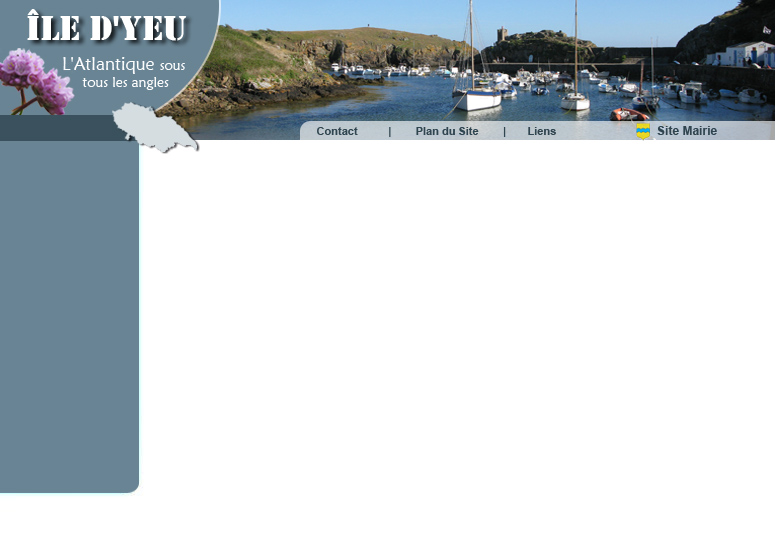 ÎLE D'YEU
L'Atlantique sous
tous les angles
Contact | Plan du Site | Liens Site Mairie